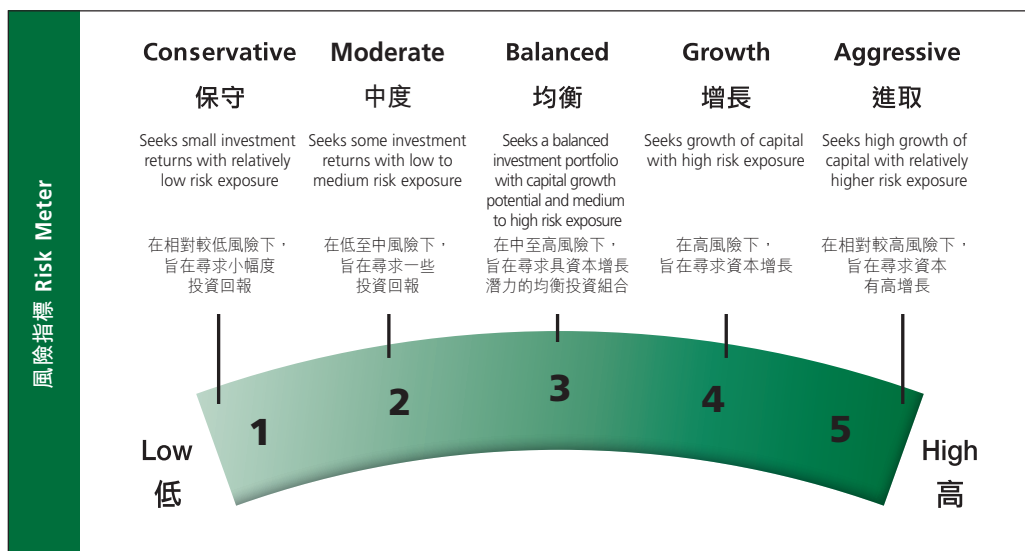 風險指標 Risk Meter
Conservative
保守
Seeks small investment
returns with relatively
low risk exposure
在相對較低風險下，
旨在尋求小幅度
投資回報
Moderate
中度
Seeks some investment
returns with low to
medium risk exposure
在低至中風險下，
旨在尋求一些
投資回報
Balanced
均衡
Seeks a balanced
investment portfolio
with capital growth
potential and medium
to high risk exposure
在中至高風險下，
旨在尋求具資本增長
潛力的均衡投資組合
Growth
增長
Seeks growth of capital
with high risk exposure
在高風險下，
旨在尋求資本增長
Aggressive
進取
Seeks high growth of
capital with relatively
higher risk exposure
在相對較高風險下，
旨在尋求資本
有高增長
Low
低
1
2
3
4
5
High
高